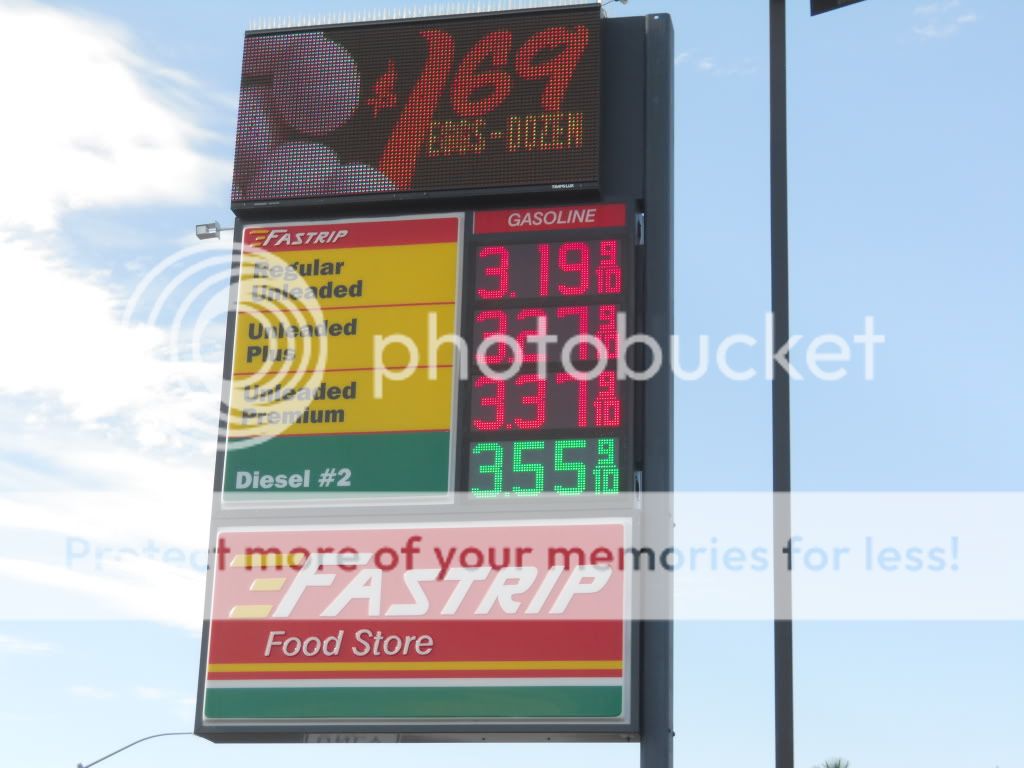 $169
EGGS-DOZEN
FASTRIP
GASOLINE
Regular
Unleaded
3.19 9/10
Unleaded
Plus
3.27 9/10
Unleaded
Premium
3.37 9/10
Diesel #2
3.55 9/10
photobucket
Protect more of your memories for less!
FASTRIP
Food Store